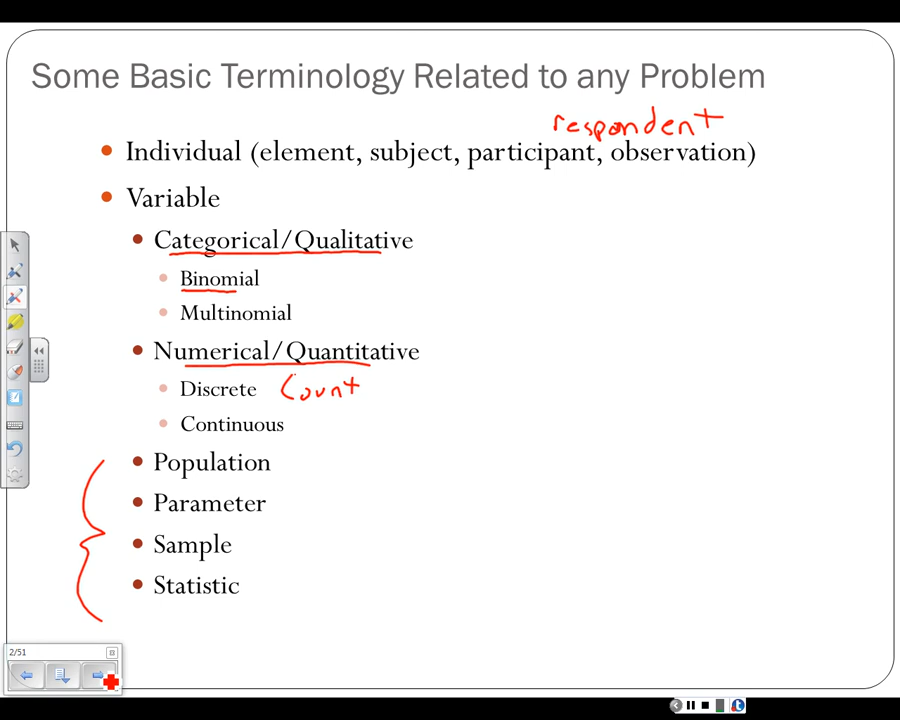 Some Basic Terminology Related to any Problem
respondent
Individual (element, subject, participant, observation)
Variable
Categorical/Qualitative
Binomial
Multinomial
Numerical/Quantitative
Discrete Count
Continuous
Population
Parameter
Sample
Statistic
2/51